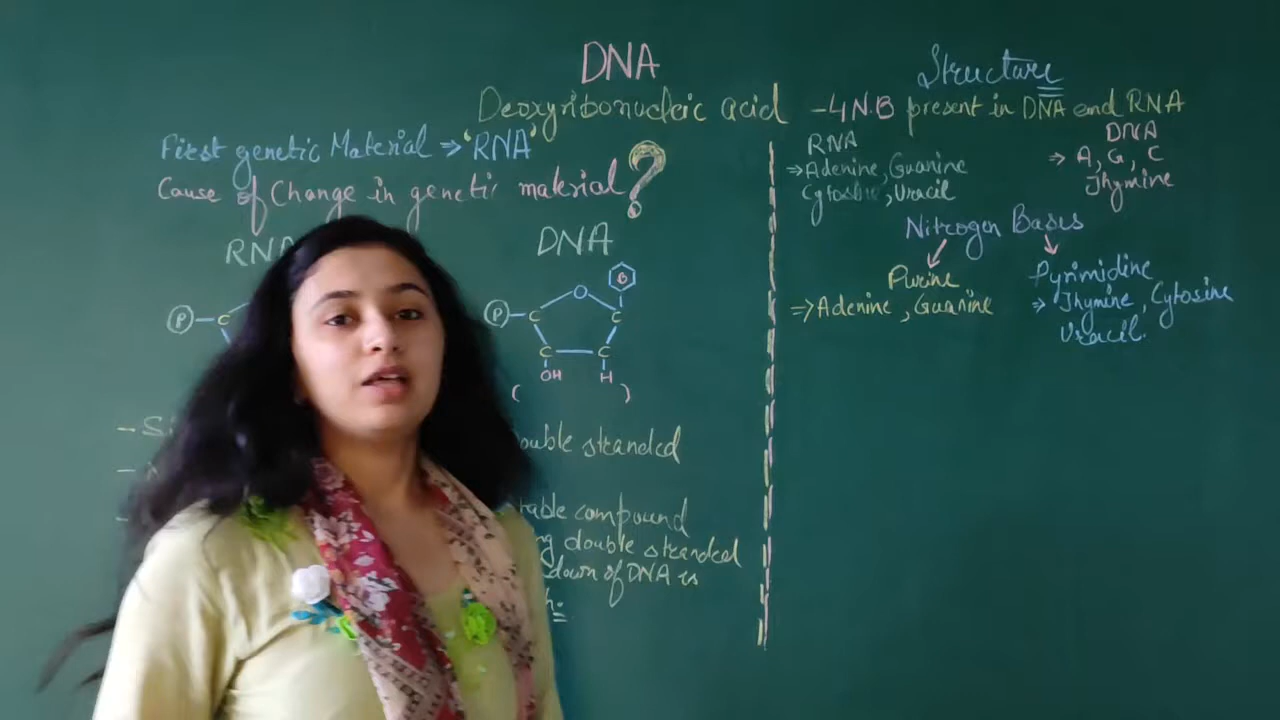 DNA
Deoxyribonucleic acid
First genetic Material ⇒ 'RNA'
Cause of Change in genetic material?
RNA
DNA
P C
P C O C B
C C
OH H
( )
double stranded
compound
double stranded
down of DNA is
Structure
-4 N.B present in DNA and RNA
RNA
⇒ Adenine, Guanine
Cytosine, Uracil
DNA
⇒ A, G, C
Thymine
Nitrogen Bases
Purine
⇒ Adenine, Guanine
Pyrimidine
⇒ Thymine, Cytosine
Uracil.